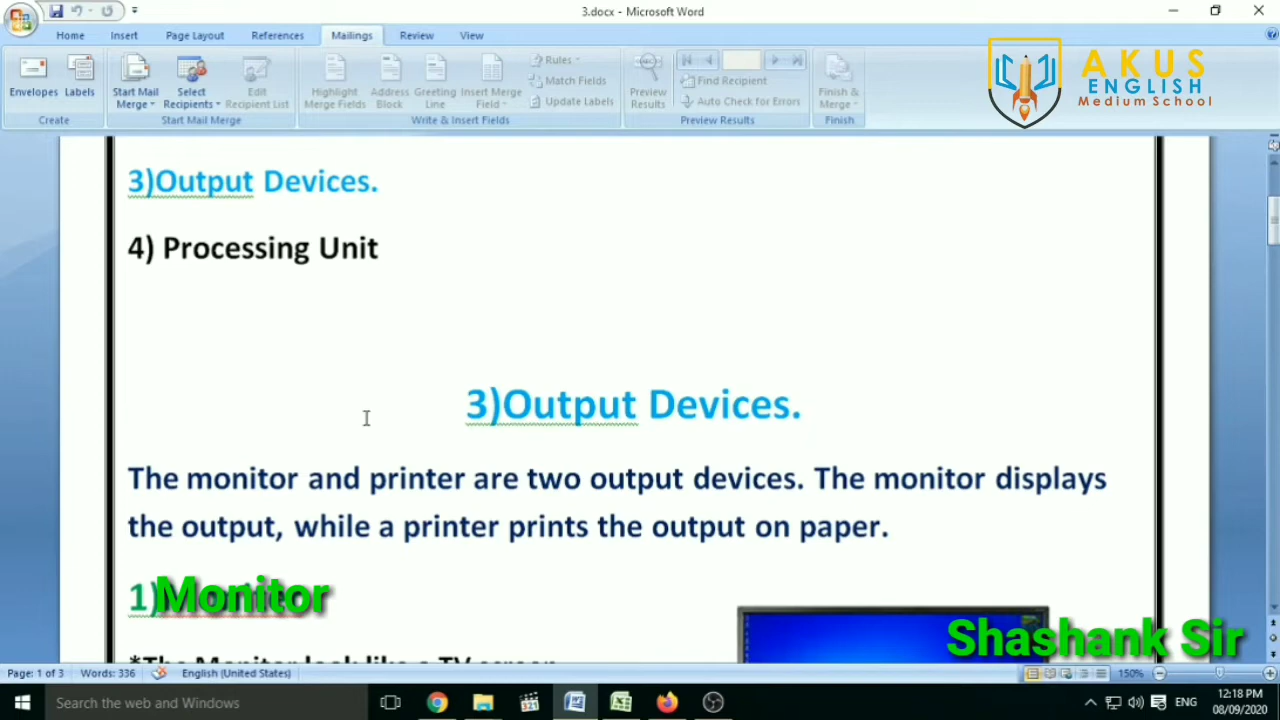 3.docx - Microsoft Word
Home Insert Page Layout References Mailings Review View
Envelopes Labels Start Mail Merge Select Recipients Edit Recipient List Highlight Merge Fields Address Block Greeting Line Insert Merge Field Rules Match Fields Update Labels Preview Results Find Recipient Auto Check for Errors Finish & Merge
Create Start Mail Merge Write & Insert Fields Preview Results Finish
AKUS
ENGLISH
Medium School
3)Output Devices.
4) Processing Unit
3)Output Devices.
The monitor and printer are two output devices. The monitor displays
the output, while a printer prints the output on paper.
1)Monitor
*The Monitor look like a TV screen
Shashank Sir
Page: 1 of 3 Words: 336 English (United States) 150%
Search the web and Windows
ENG
12:18 PM
08/09/2020